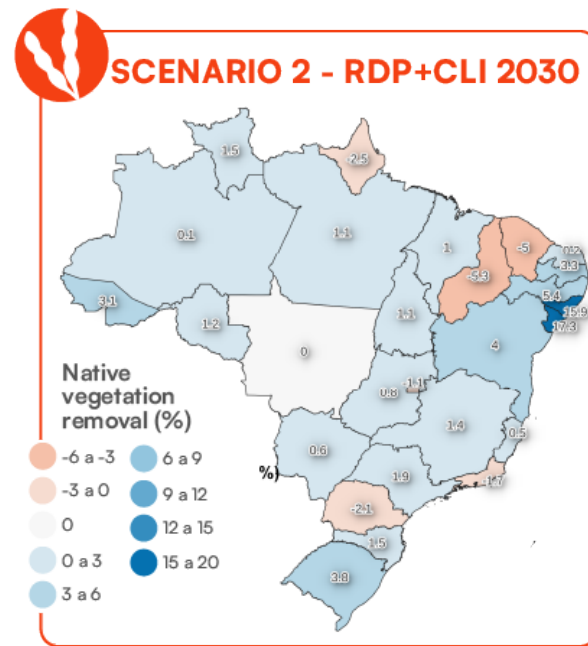 SCENARIO 2 - RDP+CLI 2030
1.5
-2.5
0.1
1.1
1
-5.3
-5
0.2
3.3
5.4
15.9
17.3
3.1
1.2
1.1
0
4
-1.1
0.8
1.4
0.5
0.6
1.9
-1.7
-2.1
1.5
3.8
%)
Native
vegetation
removal (%)
-6 a -3
-3 a 0
0
0 a 3
3 a 6
6 a 9
9 a 12
12 a 15
15 a 20